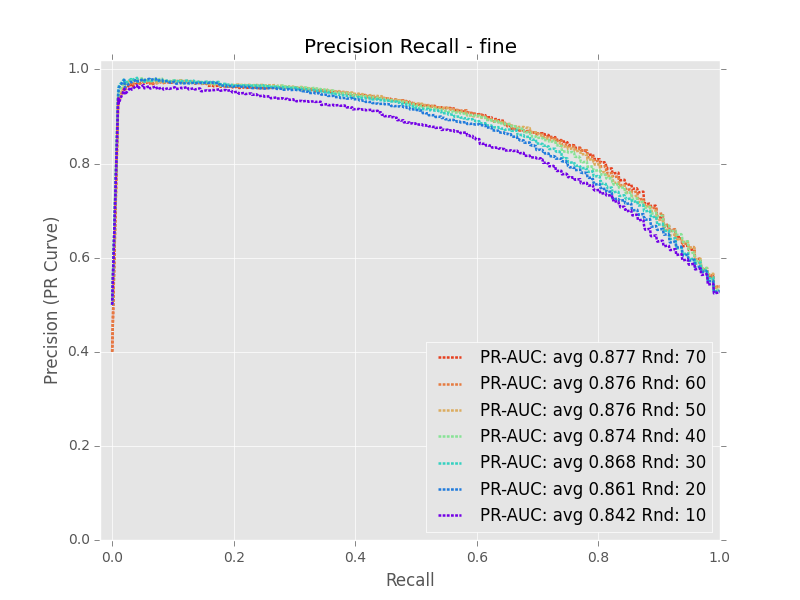 Precision Recall - fine
Precision (PR Curve)
1.0
0.8
0.6
0.4
0.2
0.0
PR-AUC: avg 0.877 Rnd: 70
PR-AUC: avg 0.876 Rnd: 60
PR-AUC: avg 0.876 Rnd: 50
PR-AUC: avg 0.874 Rnd: 40
PR-AUC: avg 0.868 Rnd: 30
PR-AUC: avg 0.861 Rnd: 20
PR-AUC: avg 0.842 Rnd: 10
0.0 0.2 0.4 0.6 0.8 1.0
Recall